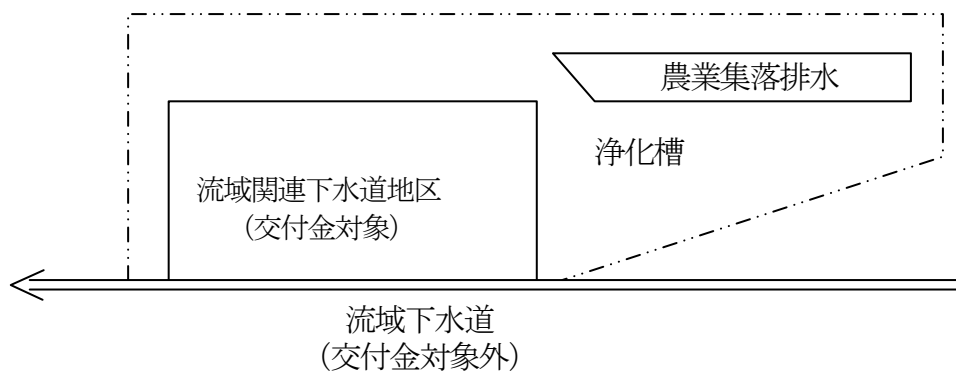 農業集落排水
浄化槽
流域関連下水道地区
（交付金対象）
流域下水道
（交付金対象外）